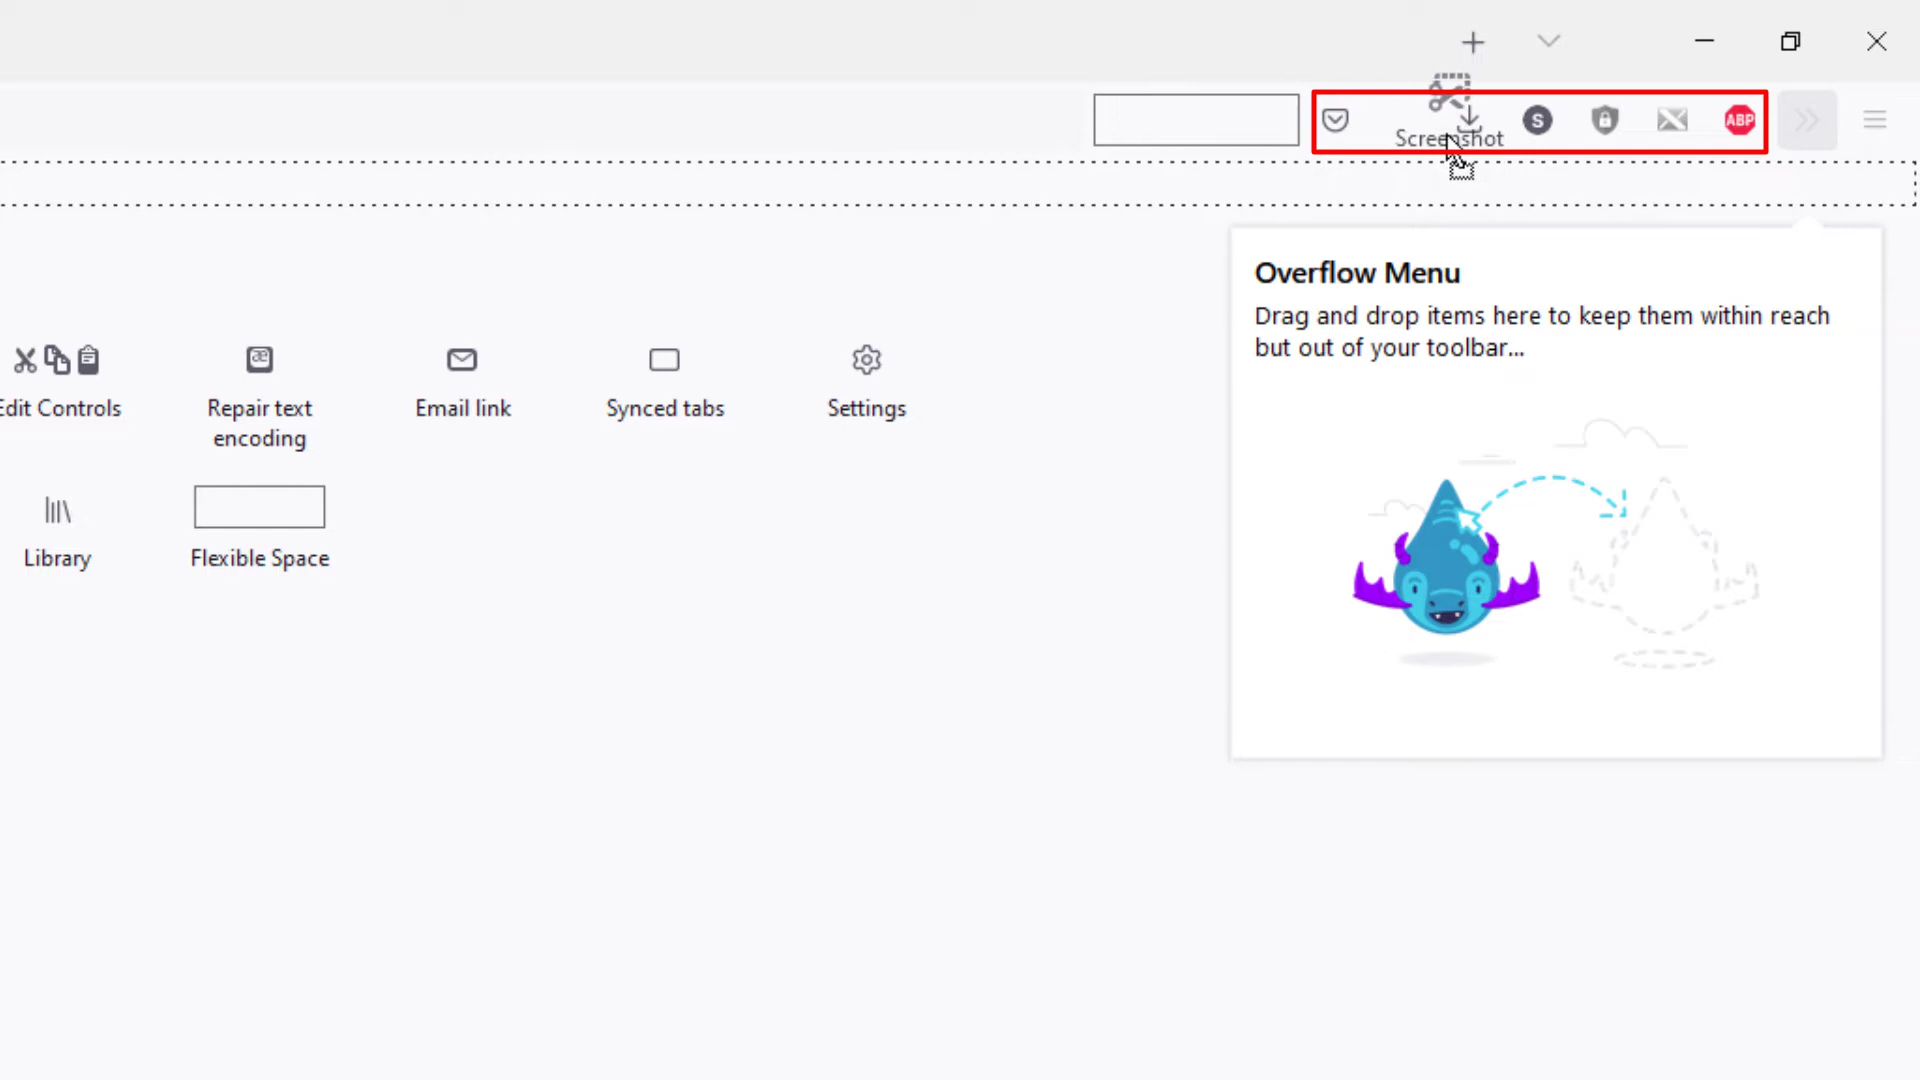 S
ABP
Screenshot
Overflow Menu
Drag and drop items here to keep them within reach
but out of your toolbar...
æ
Edit Controls
Repair text
encoding
Email link
Synced tabs
Settings
Library
Flexible Space